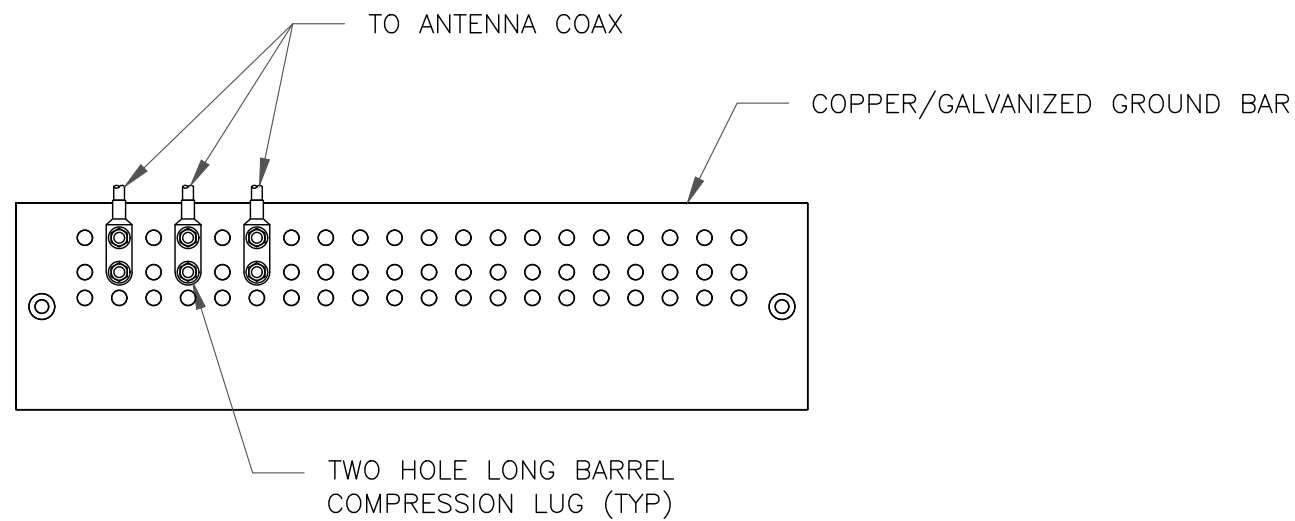 TO ANTENNA COAX
COPPER/GALVANIZED GROUND BAR
TWO HOLE LONG BARREL
COMPRESSION LUG (TYP)